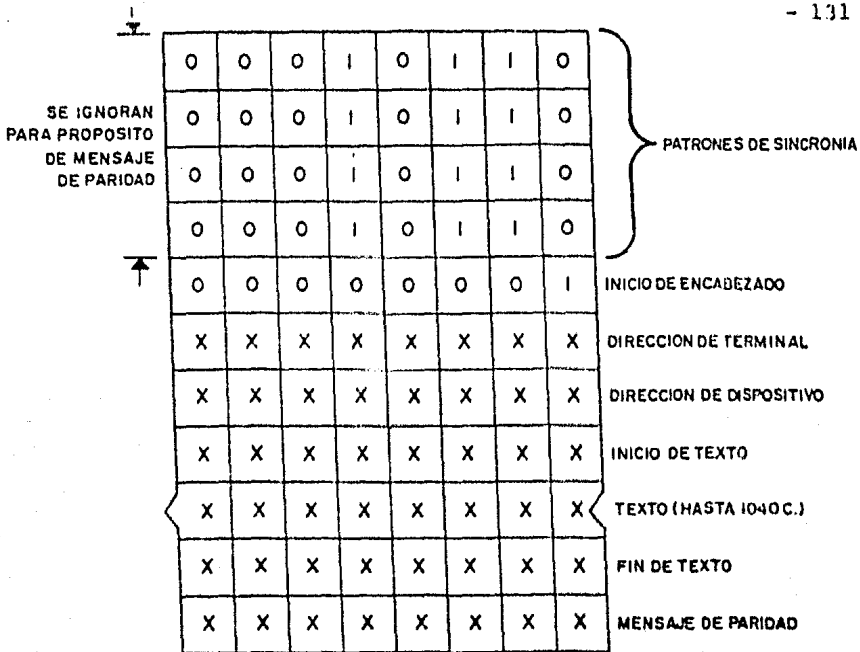 - 131
0 0 0 1 0 1 1 0
SE IGNORAN
PARA PROPOSITO
DE MENSAJE
DE PARIDAD
0 0 0 1 0 1 1 0
PATRONES DE SINCRONIA
0 0 0 1 0 1 1 0
0 0 0 1 0 1 1 0
0 0 0 0 0 0 0 1 INICIO DE ENCABEZADO
X X X X X X X X DIRECCION DE TERMINAL
X X X X X X X X DIRECCION DE DISPOSITIVO
X X X X X X X X INICIO DE TEXTO
X X X X X X X X TEXTO (HASTA 1040 C.)
X X X X X X X X FIN DE TEXTO
X X X X X X X X MENSAJE DE PARIDAD